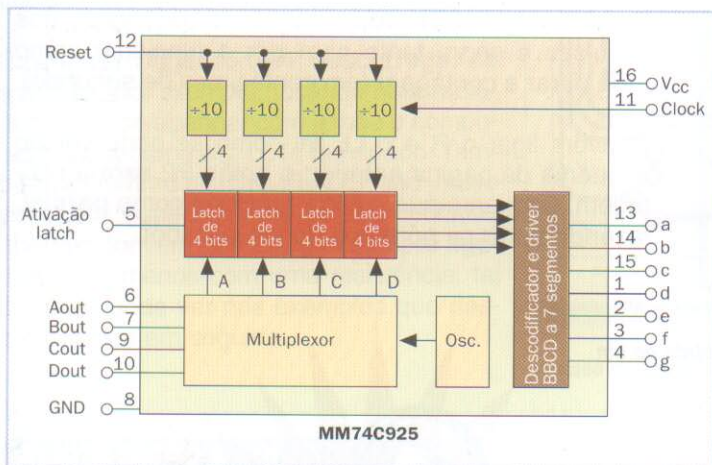 Reset
12
÷10
÷10
÷10
÷10
16
VCC
11
Clock
4
4
4
4
Ativação
latch
5
Latch
de
4 bits
Latch
de
4 bits
Latch
de
4 bits
Latch
de
4 bits
Descodificador e driver
BBCD a 7 segmentos
13
a
14
b
15
c
1
d
2
e
3
f
4
g
A
B
C
D
Aout
6
Bout
7
Cout
9
Dout
10
GND
8
Multiplexor
Osc.
MM74C925